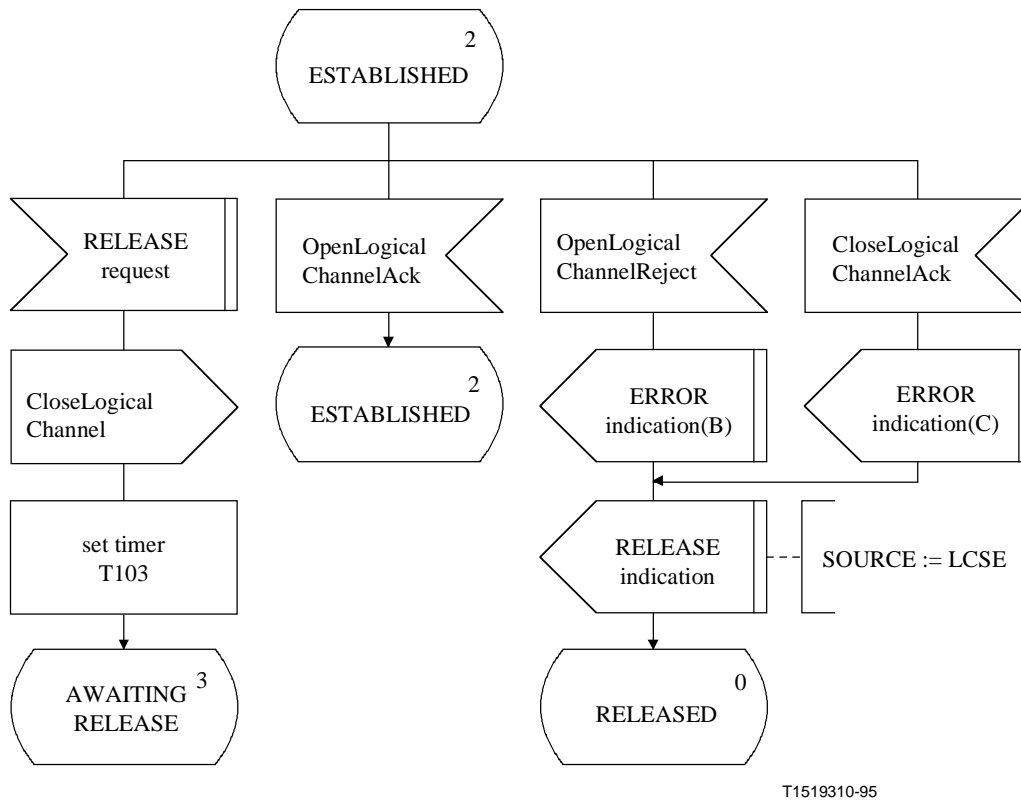 2
ESTABLISHED
RELEASE
request
OpenLogical
ChannelAck
OpenLogical
ChannelReject
CloseLogical
ChannelAck
CloseLogical
Channel
2
ESTABLISHED
ERROR
indication(B)
ERROR
indication(C)
set timer
T103
RELEASE
indication
SOURCE := LCSE
3
AWAITING
RELEASE
0
RELEASED
T1519310-95